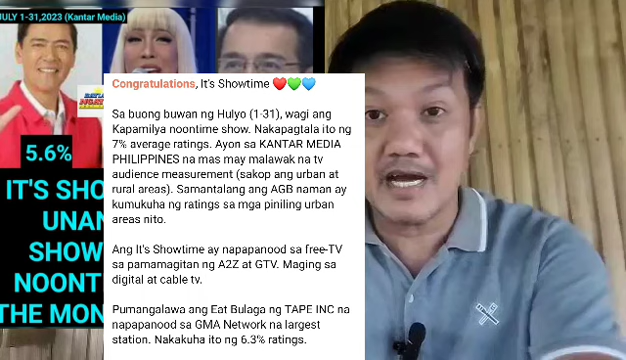 JULY 1-31,2023 (Kantar Media)
5.6%
IT'S SHO
UNAN
SHOW
NOONT
THE MON
Congratulations, It's Showtime ❤️💚💙
Sa buong buwan ng Hulyo (1-31), wagi ang
Kapamilya noontime show. Nakapagtala ito ng
7% average ratings. Ayon sa KANTAR MEDIA
PHILIPPINES na mas may malawak na tv
audience measurement (sakop ang urban at
rural areas). Samantalang ang AGB naman ay
kumukuha ng ratings sa mga piniling urban
areas nito.
Ang It's Showtime ay napapanood sa free-TV
sa pamamagitan ng A2Z at GTV. Maging sa
digital at cable tv.
Pumangalawa ang Eat Bulaga ng TAPE INC na
napapanood sa GMA Network na largest
station. Nakakuha ito ng 6.3% ratings.